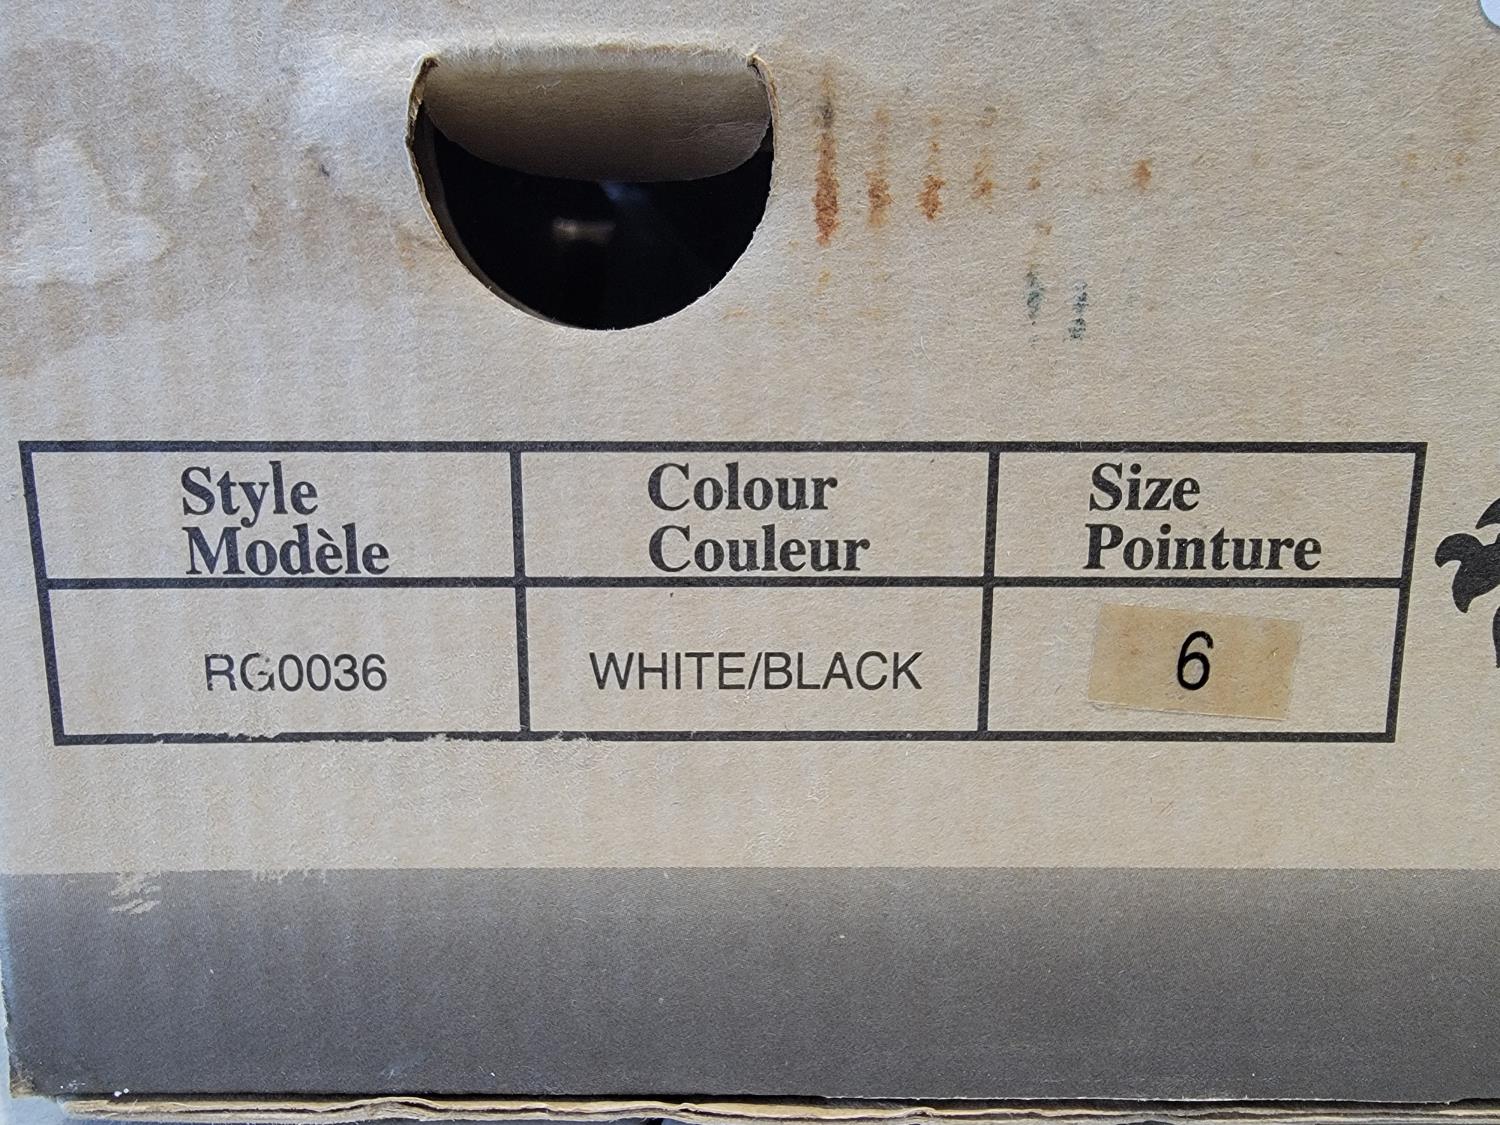 Style
Modèle
Colour
Couleur
Size
Pointure
RG0036
WHITE/BLACK
6